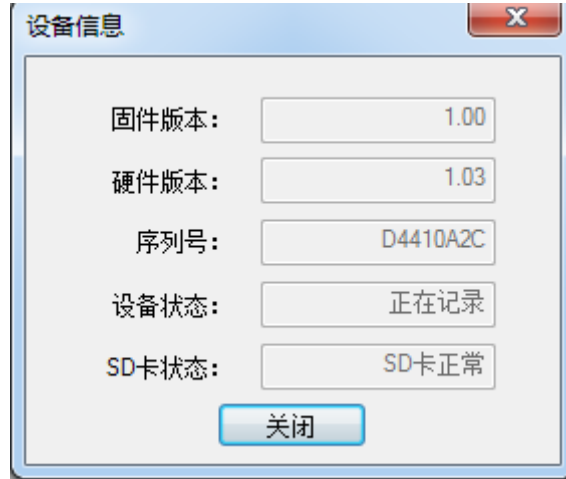 设备信息
固件版本： 1.00
硬件版本： 1.03
序列号： D4410A2C
设备状态： 正在记录
SD卡状态： SD卡正常
关闭